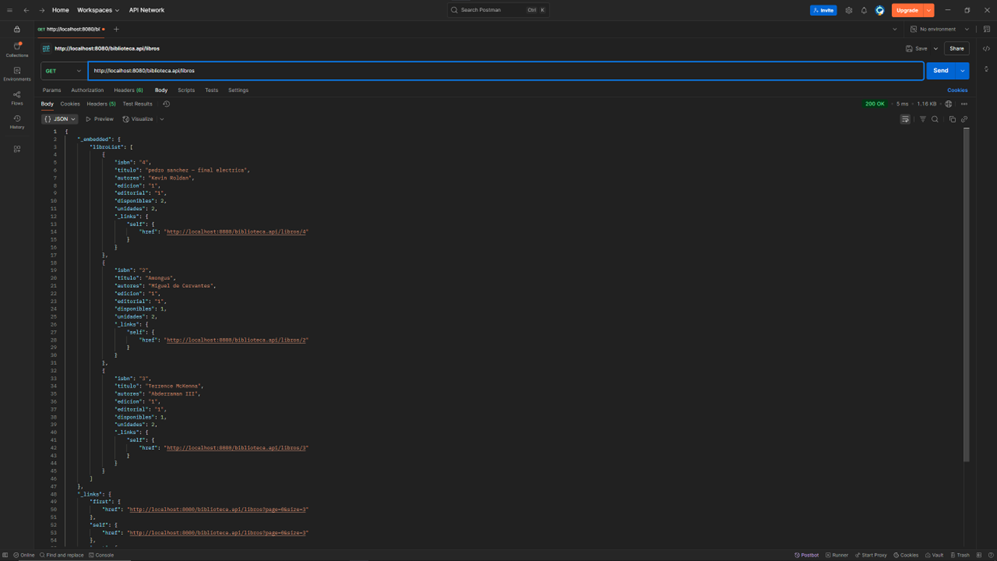 Home Workspaces API Network Search Postman Ctrl K Invite Upgrade
GET http://localhost:8080/bi + No environment
http://localhost:8080/biblioteca.api/libros Save Share
GET http://localhost:8080/biblioteca.api/libros Send
Params Authorization Headers (6) Body Scripts Tests Settings Cookies
Body Cookies Headers (5) Test Results 200 OK 5 ms 1.16 KB
{} JSON Preview Visualize
Collections
Environments
Flows
History
1 {
2 "_embedded": {
3 "libroList": [
4 {
5 "isbn": "4",
6 "titulo": "pedro sanchez - final electrica",
7 "autores": "Kevin Roldan",
8 "edicion": "1",
9 "editorial": "1",
10 "disponibles": 2,
11 "unidades": 2,
12 "_links": {
13 "self": {
14 "href": "http://localhost:8080/biblioteca.api/libros/4"
15 }
16 }
17 },
18 {
19 "isbn": "2",
20 "titulo": "Amongus",
21 "autores": "Miguel de Cervantes",
22 "edicion": "1",
23 "editorial": "1",
24 "disponibles": 1,
25 "unidades": 2,
26 "_links": {
27 "self": {
28 "href": "http://localhost:8080/biblioteca.api/libros/2"
29 }
30 }
31 },
32 {
33 "isbn": "3",
34 "titulo": "Terrence McKenna",
35 "autores": "Abderraman III",
36 "edicion": "1",
37 "editorial": "1",
38 "disponibles": 1,
39 "unidades": 2,
40 "_links": {
41 "self": {
42 "href": "http://localhost:8080/biblioteca.api/libros/3"
43 }
44 }
45 }
46 ]
47 },
48 "_links": {
49 "first": {
50 "href": "http://localhost:8080/biblioteca.api/libros?page=0&size=3"
51 },
52 "self": {
53 "href": "http://localhost:8080/biblioteca.api/libros?page=0&size=3"
54 },
Online Find and replace Console Postbot Runner Start Proxy Cookies Vault Trash